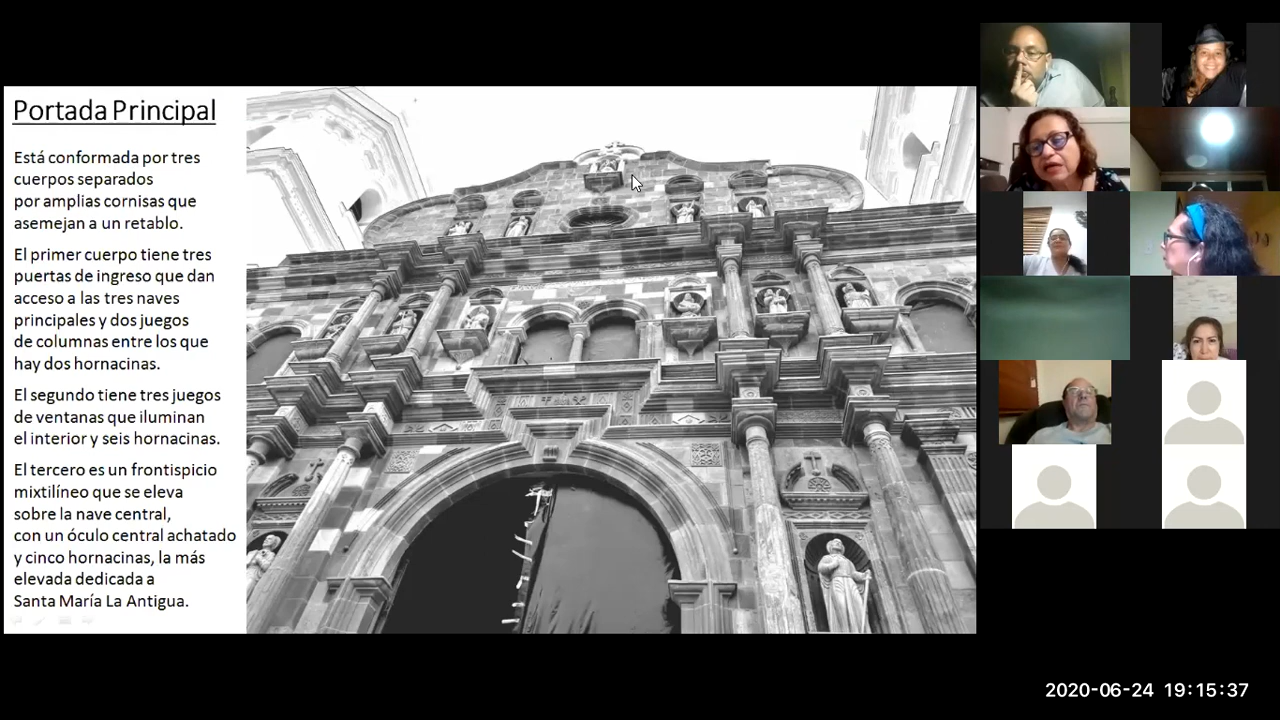 Portada Principal
Está conformada por tres
cuerpos separados
por amplias cornisas que
asemejan a un retablo.
El primer cuerpo tiene tres
puertas de ingreso que dan
acceso a las tres naves
principales y dos juegos
de columnas entre los que
hay dos hornacinas.
El segundo tiene tres juegos
de ventanas que iluminan
el interior y seis hornacinas.
El tercero es un frontispicio
mixtilíneo que se eleva
sobre la nave central,
con un óculo central achatado
y cinco hornacinas, la más
elevada dedicada a
Santa María La Antigua.
2020-06-24 19:15:37